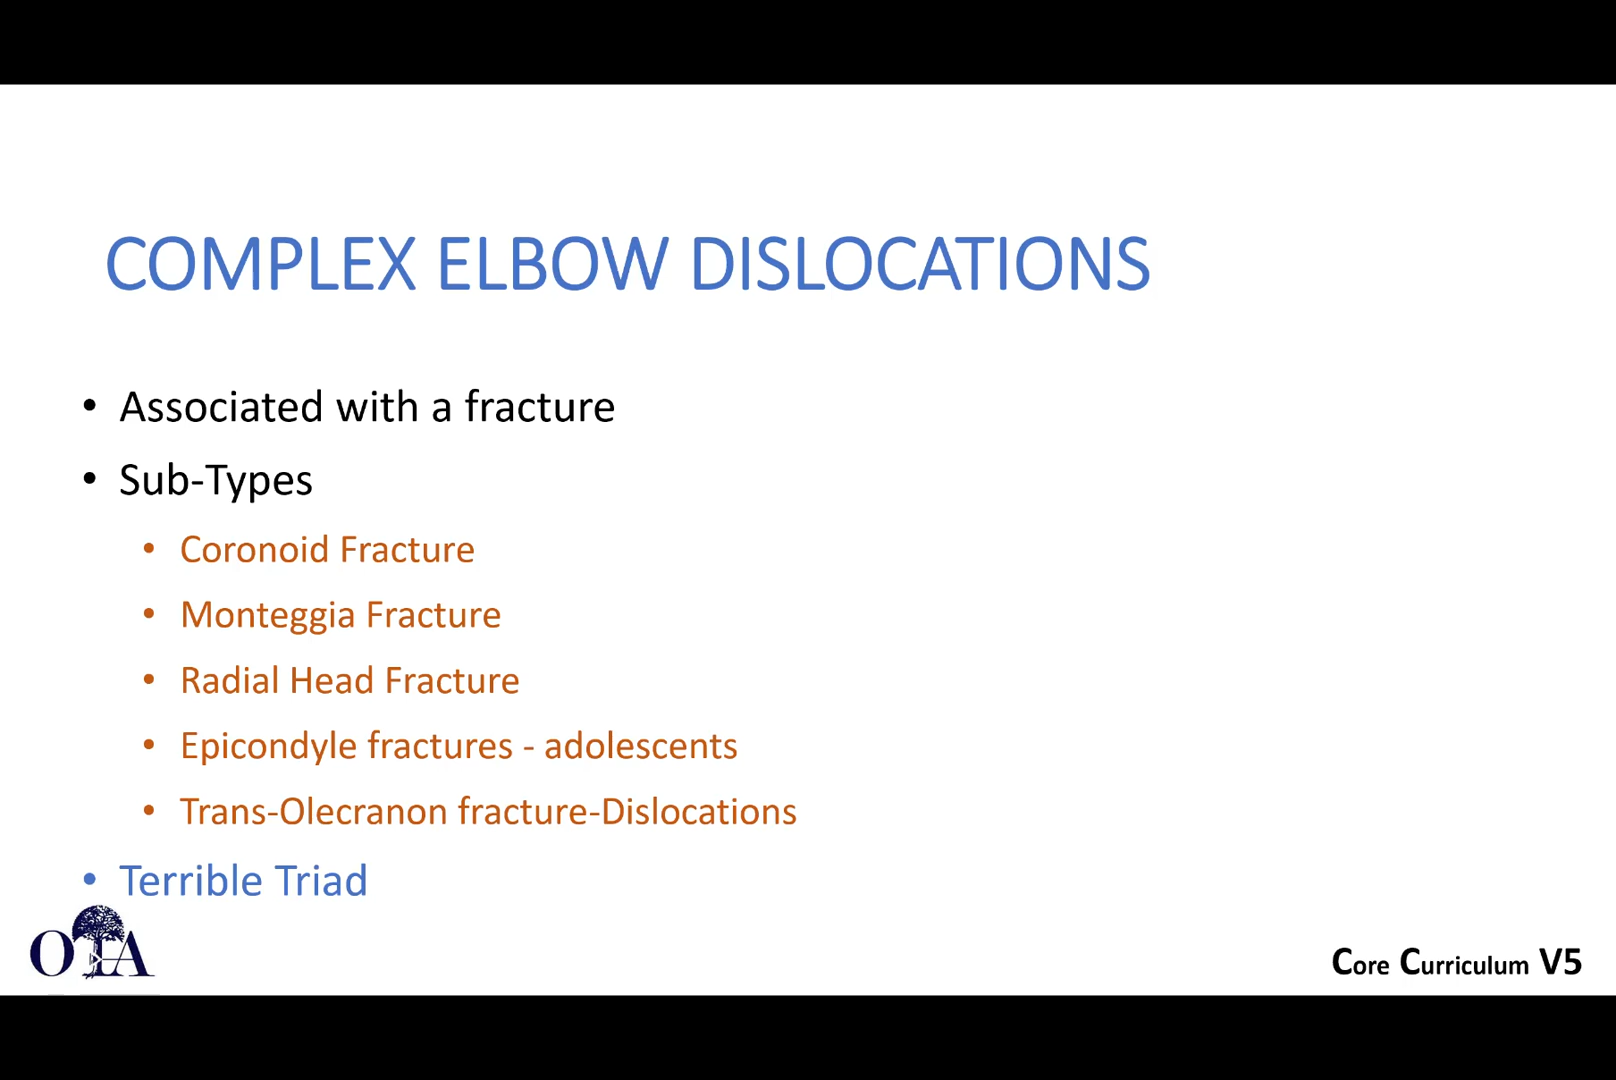 COMPLEX ELBOW DISLOCATIONS
• Associated with a fracture
• Sub-Types
• Coronoid Fracture
• Monteggia Fracture
• Radial Head Fracture
• Epicondyle fractures - adolescents
• Trans-Olecranon fracture-Dislocations
• Terrible Triad
OTA
Core Curriculum V5